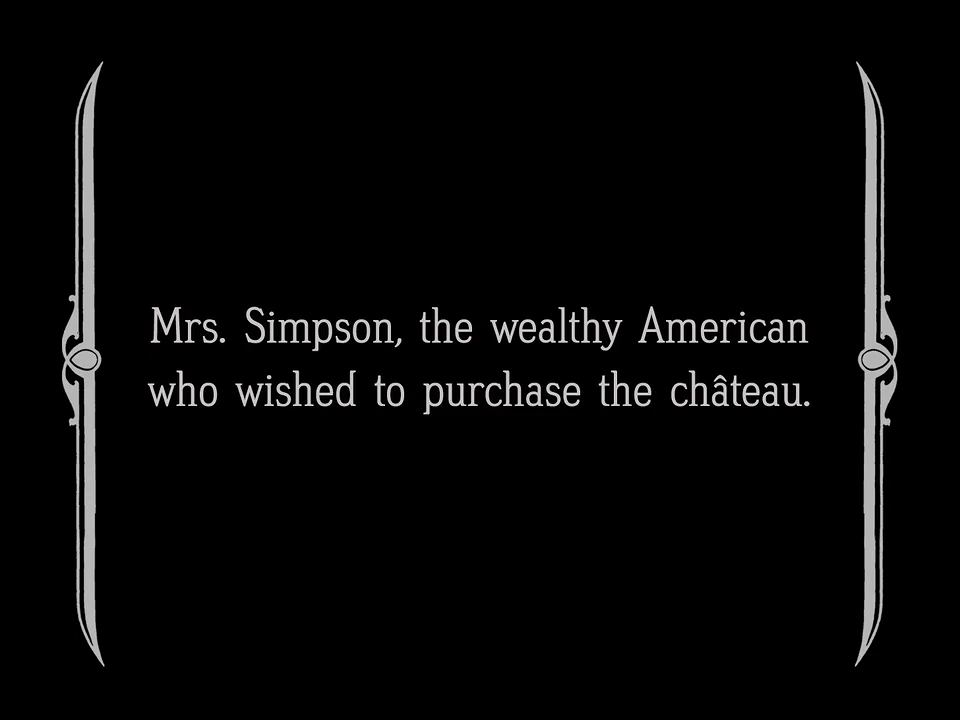 Mrs. Simpson, the wealthy American
who wished to purchase the château.